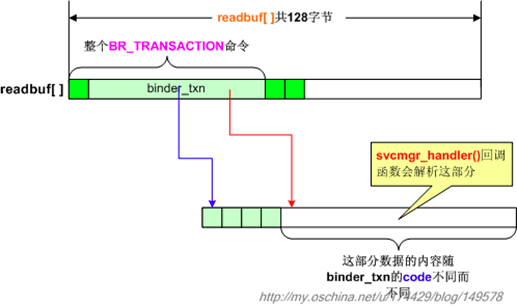 readbuf[ ]共128字节
整个BR_TRANSACTION命令
readbuf[ ]
binder_txn
svcmgr_handler()回调
函数会解析这部分
这部分数据的内容随
binder_txn的code不同而
不同
http://my.oschina.net/u/174429/blog/149578